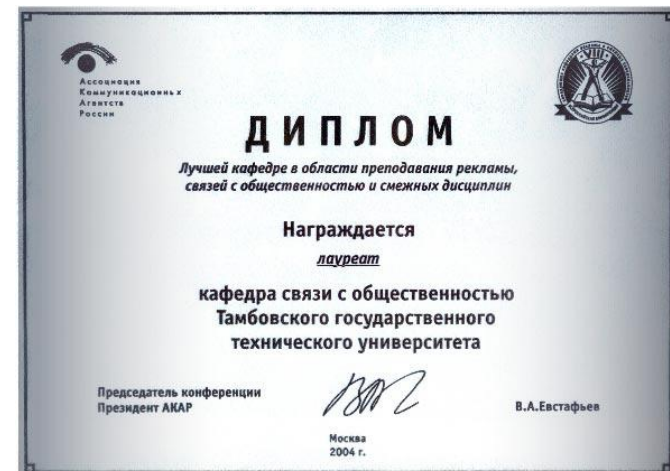 Ассоциация
Коммуникационных
Агентств
России
VIII
ДИПЛОМ
Лучшей кафедре в области преподавания рекламы,
связей с общественностью и смежных дисциплин
Награждается
лауреат
кафедра связи с общественностью
Тамбовского государственного
технического университета
Председатель конференции
Президент АКАР
В.А.Евстафьев
Москва
2004 г.